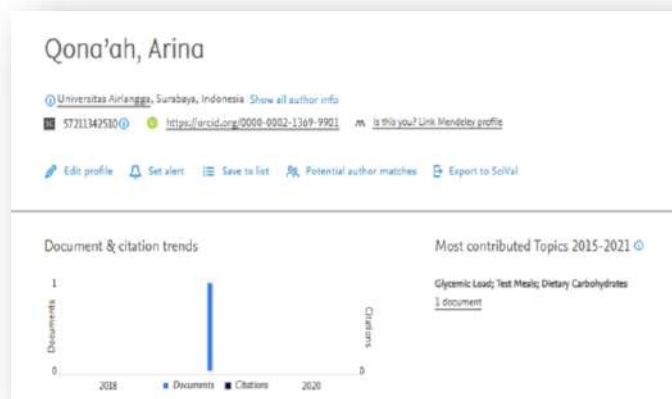 Qona'ah, Arina
Universitas Airlangga, Surabaya, Indonesia Show all author info
SC 57211342510 https://orcid.org/0000-0002-1369-9901 Is this you? Link Mendeley profile
Edit profile Set alert Save to list Potential author matches Export to SciVal
Document & citation trends
1
Documents
0
2018
Documents Citations
2020
Citations
0
Most contributed Topics 2015-2021
Glycemic Load; Test Meals; Dietary Carbohydrates
1 document